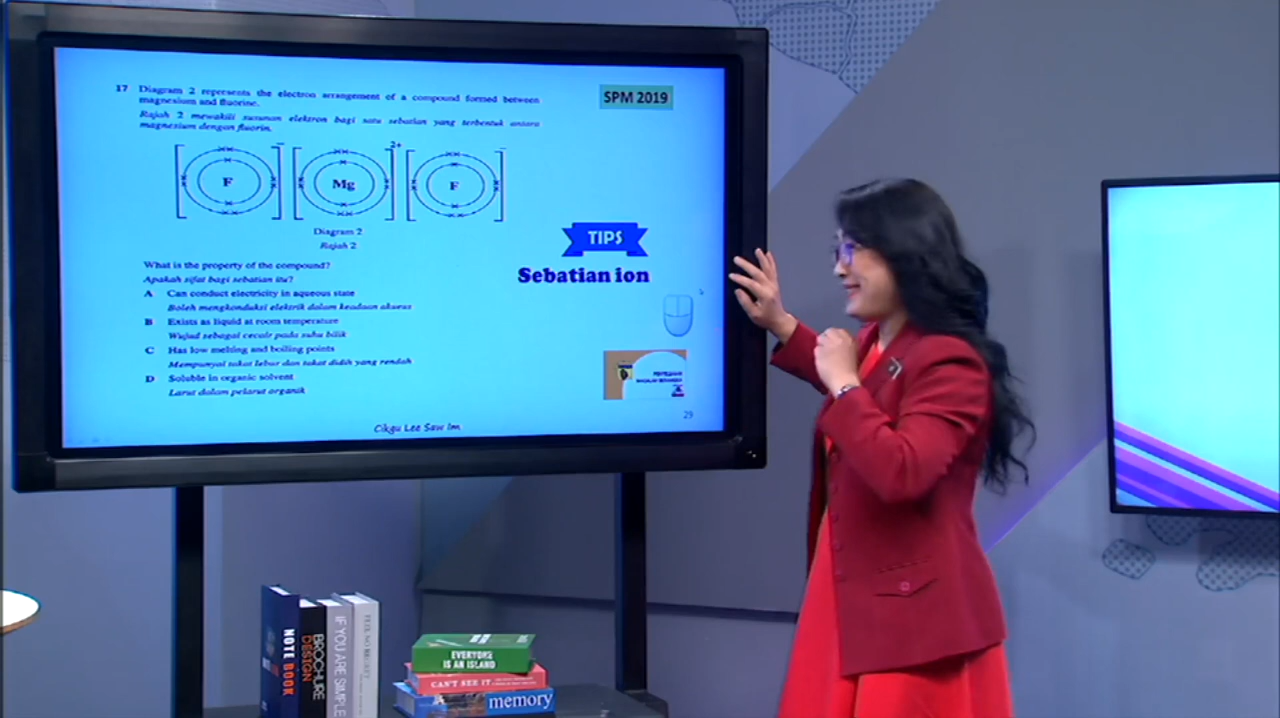 17 Diagram 2 represents the electron arrangement of a compound formed between
magnesium and fluorine.
Rajah 2 mewakili susunan elektron bagi satu sebatian yang terbentuk antara
magnesium dengan fluorin.
SPM 2019
F
-
Mg
2+
F
-
Diagram 2
Rajah 2
TIPS
Sebatian ion
What is the property of the compound?
Apakah sifat bagi sebatian itu?
A Can conduct electricity in aqueous state
Boleh mengkonduksi elektrik dalam keadaan akueus
B Exists as liquid at room temperature
Wujud sebagai cecair pada suhu bilik
C Has low melting and boiling points
Mempunyai takat lebur dan takat didih yang rendah
D Soluble in organic solvent
Larut dalam pelarut organik
29
Cikgu Lee Saw Im
NOTE BOOK
BROCHURE DESIGN
IF YOU ARE SIMPLE
FEEL NO REGRET
EVERYONE
IS AN ISLAND
CAN'T SEE IT
memory